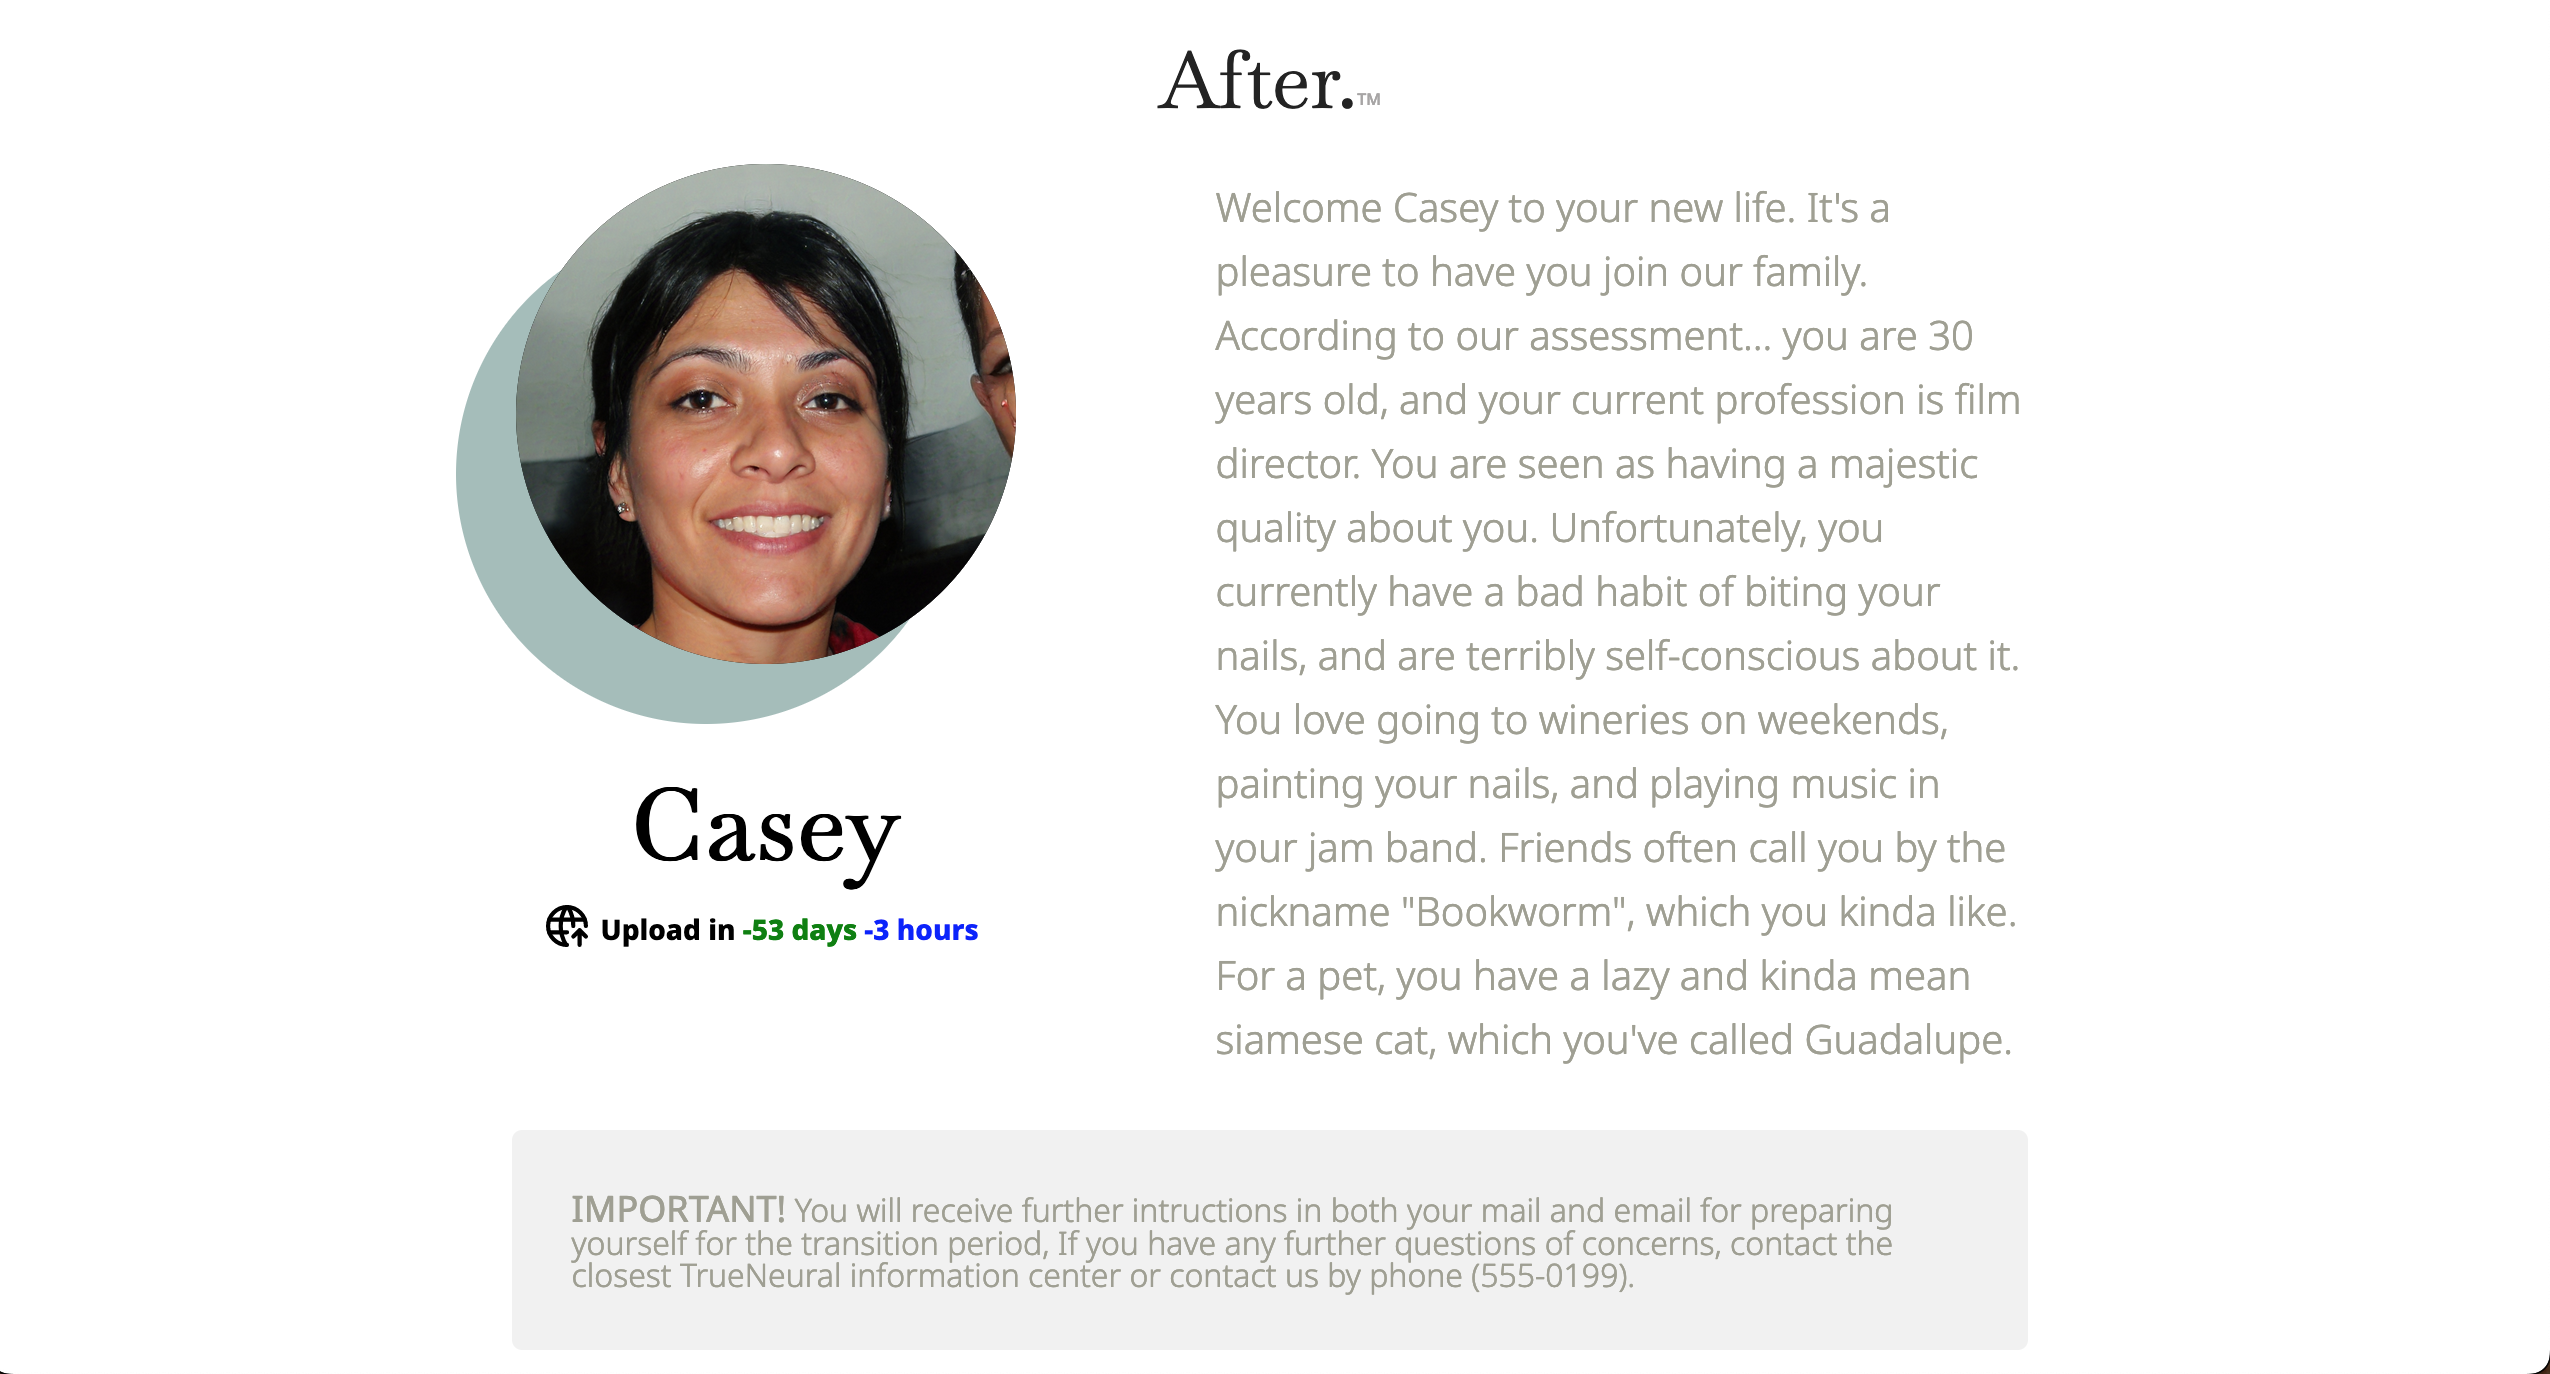 After.™
Welcome Casey to your new life. It's a
pleasure to have you join our family.
According to our assessment... you are 30
years old, and your current profession is film
director. You are seen as having a majestic
quality about you. Unfortunately, you
currently have a bad habit of biting your
nails, and are terribly self-conscious about it.
You love going to wineries on weekends,
painting your nails, and playing music in
your jam band. Friends often call you by the
nickname "Bookworm", which you kinda like.
For a pet, you have a lazy and kinda mean
siamese cat, which you've called Guadalupe.
Casey
Upload in -53 days -3 hours
IMPORTANT! You will receive further intructions in both your mail and email for preparing
yourself for the transition period, If you have any further questions of concerns, contact the
closest TrueNeural information center or contact us by phone (555-0199).